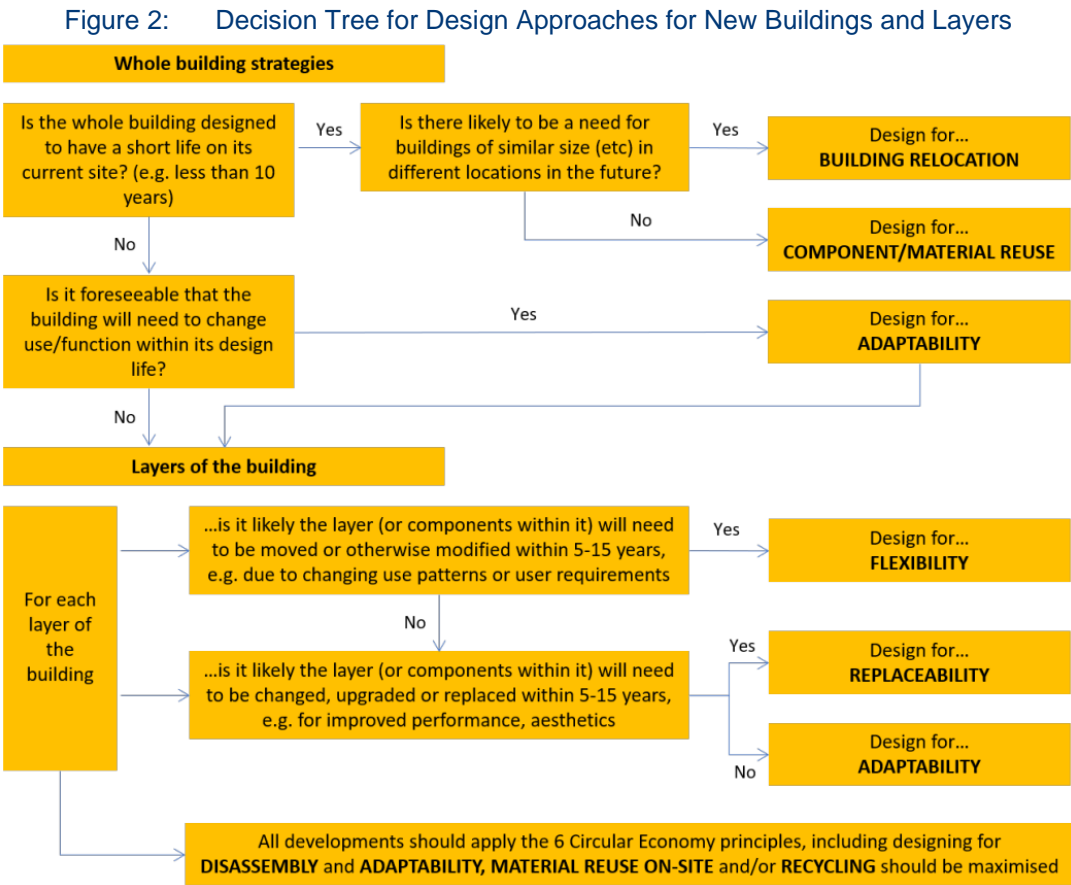 Figure 2: Decision Tree for Design Approaches for New Buildings and Layers
Whole building strategies
Is the whole building designed
to have a short life on its
current site? (e.g. less than 10
years)
Yes
Is there likely to be a need for
buildings of similar size (etc) in
different locations in the future?
Yes
Design for...
BUILDING RELOCATION
No
Design for...
COMPONENT/MATERIAL REUSE
No
Is it foreseeable that the
building will need to change
use/function within its design
life?
Yes
Design for...
ADAPTABILITY
No
Layers of the building
For each
layer of
the
building
...is it likely the layer (or components within it) will need
to be moved or otherwise modified within 5-15 years,
e.g. due to changing use patterns or user requirements
Yes
Design for...
FLEXIBILITY
No
...is it likely the layer (or components within it) will need
to be changed, upgraded or replaced within 5-15 years,
e.g. for improved performance, aesthetics
Yes
Design for...
REPLACEABILITY
No
Design for...
ADAPTABILITY
All developments should apply the 6 Circular Economy principles, including designing for
DISASSEMBLY and ADAPTABILITY, MATERIAL REUSE ON-SITE and/or RECYCLING should be maximised